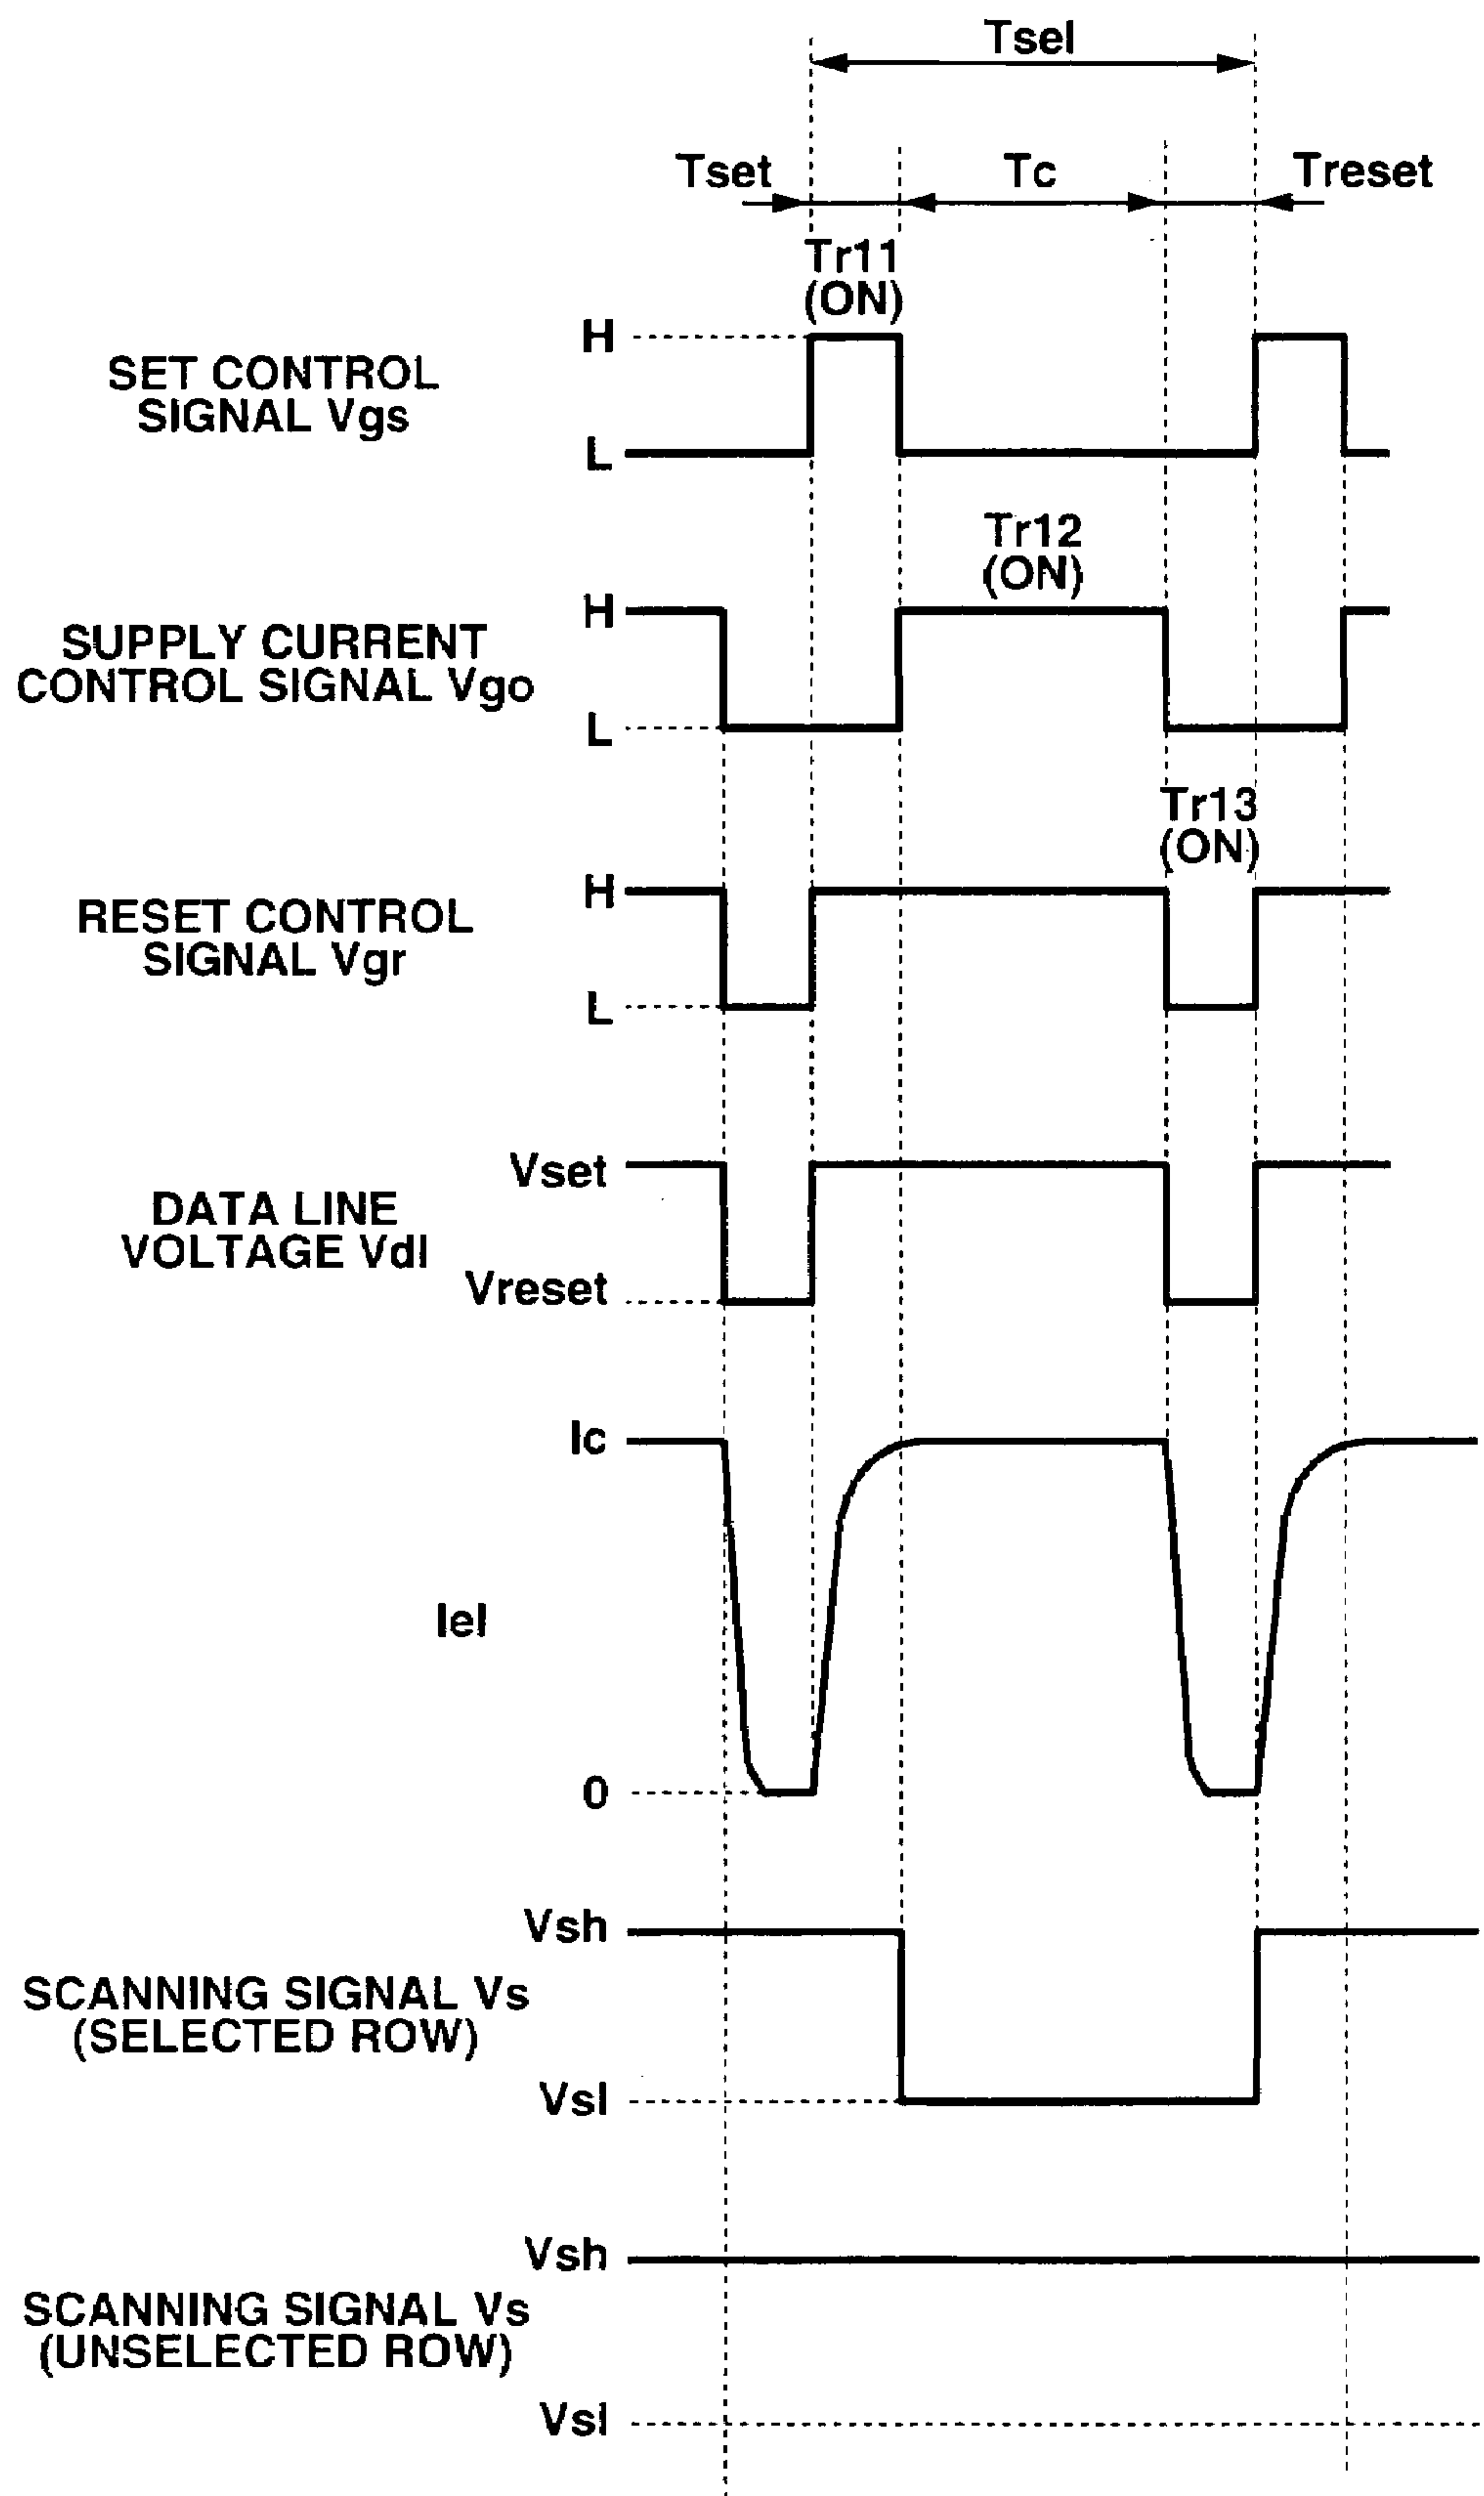 Tsel
Tset
Tc
Treset
Tr11
(ON)
H
SET CONTROL
SIGNAL Vgs
L
Tr12
(ON)
H
SUPPLY CURRENT
CONTROL SIGNAL Vgo
L
Tr13
(ON)
H
RESET CONTROL
SIGNAL Vgr
L
Vset
DATA LINE
VOLTAGE Vdl
Vreset
Ic
Iel
0
Vsh
SCANNING SIGNAL Vs
(SELECTED ROW)
Vsl
Vsh
SCANNING SIGNAL Vs
(UNSELECTED ROW)
Vsl